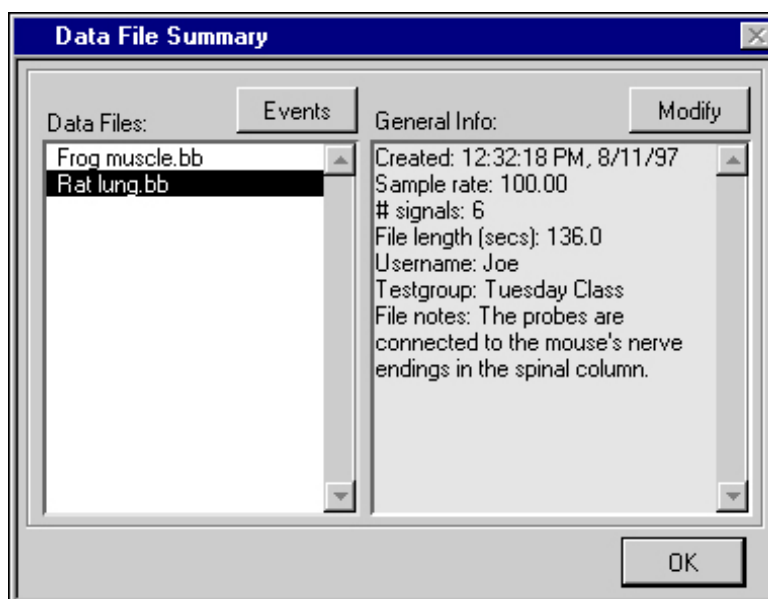 Data File Summary
Data Files:
Events
General Info:
Modify
Frog muscle.bb
Rat lung.bb
Created: 12:32:18 PM, 8/11/97
Sample rate: 100.00
# signals: 6
File length (secs): 136.0
Username: Joe
Testgroup: Tuesday Class
File notes: The probes are
connected to the mouse's nerve
endings in the spinal column.
OK